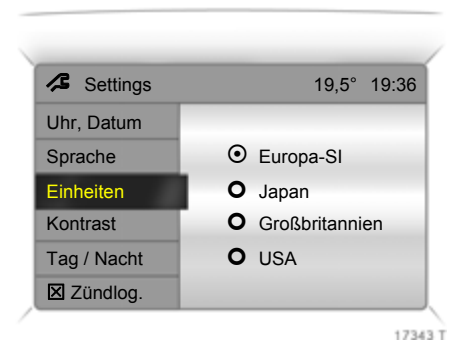 Settings 19,5° 19:36
Uhr, Datum
Sprache
Einheiten
Kontrast
Tag / Nacht
Zündlog.
Europa-SI
Japan
Großbritannien
USA
17343 T